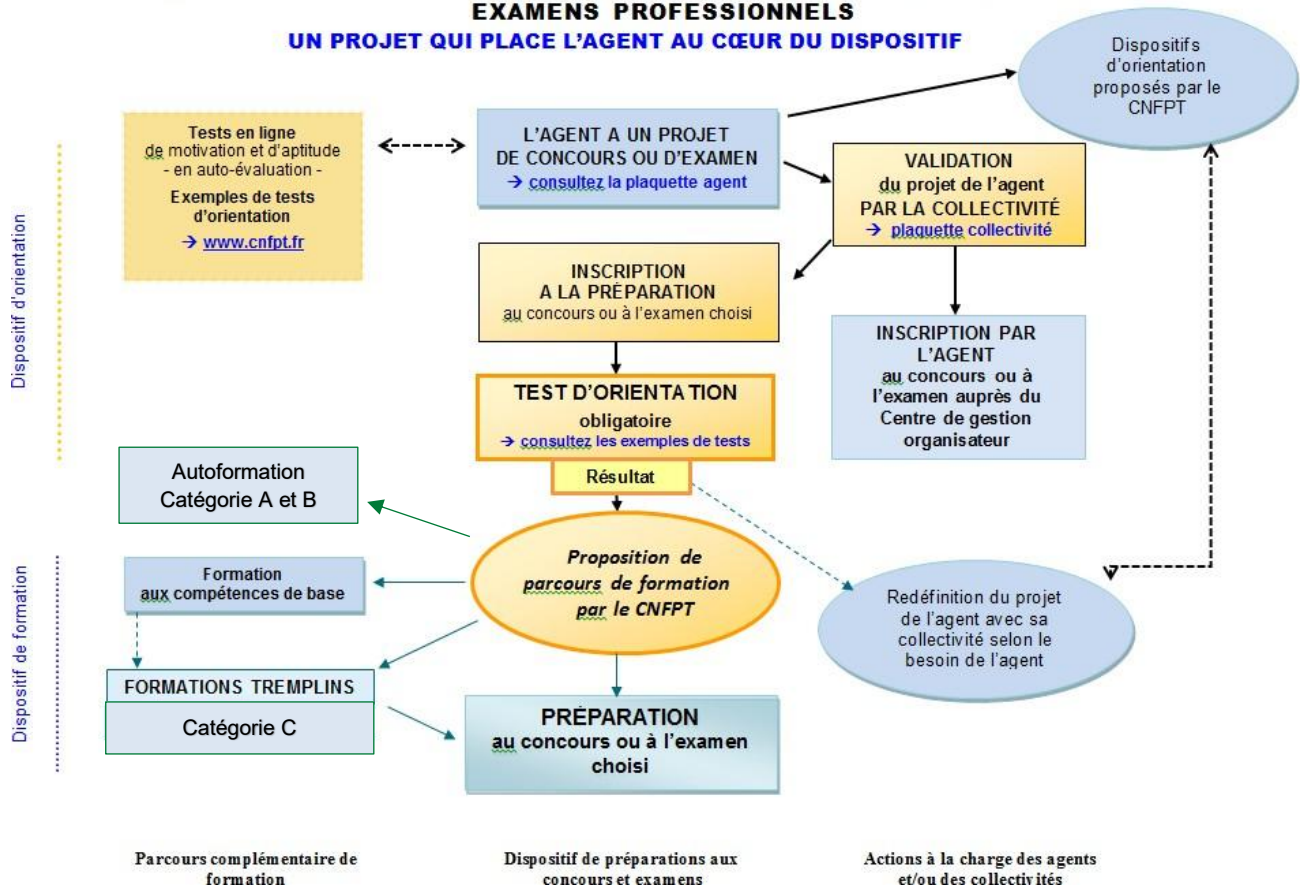 EXAMENS PROFESSIONNELS
UN PROJET QUI PLACE L'AGENT AU CŒUR DU DISPOSITIF
Dispositifs
d'orientation
proposés par le
CNFPT
Tests en ligne
de motivation et d'aptitude
- en auto-évaluation -
Exemples de tests
d'orientation
→ www.cnfpt.fr
L'AGENT A UN PROJET
DE CONCOURS OU D'EXAMEN
→ consultez la plaquette agent
VALIDATION
du projet de l'agent
PAR LA COLLECTIVITÉ
→ plaquette collectivité
Dispositif d'orientation
INSCRIPTION
A LA PRÉPARATION
au concours ou à l'examen choisi
INSCRIPTION PAR
L'AGENT
au concours ou à
l'examen auprès du
Centre de gestion
organisateur
TEST D'ORIENTATION
obligatoire
→ consultez les exemples de tests
Résultat
Autoformation
Catégorie A et B
Dispositif de formation
Proposition de
parcours de formation
par le CNFPT
Formation
aux compétences de base
Redéfinition du projet
de l'agent avec sa
collectivité selon le
besoin de l'agent
FORMATIONS TREMPLINS
Catégorie C
PRÉPARATION
au concours ou à l'examen
choisi
Parcours complémentaire de
formation
Dispositif de préparations aux
concours et examens
Actions à la charge des agents
et/ou des collectivités